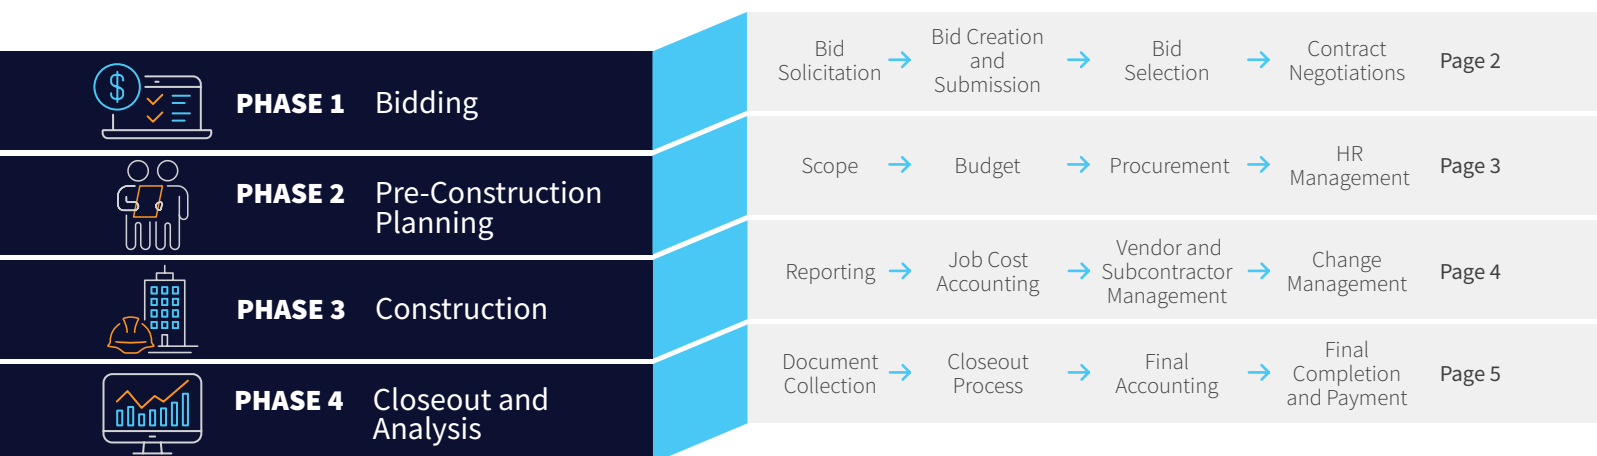 PHASE 1 Bidding
Bid
Solicitation
Bid Creation
and
Submission
Bid
Selection
Contract
Negotiations
Page 2
PHASE 2 Pre-Construction
Planning
Scope
Budget
Procurement
HR
Management
Page 3
PHASE 3 Construction
Reporting
Job Cost
Accounting
Vendor and
Subcontractor
Management
Change
Management
Page 4
PHASE 4 Closeout and
Analysis
Document
Collection
Closeout
Process
Final
Accounting
Final
Completion
and Payment
Page 5